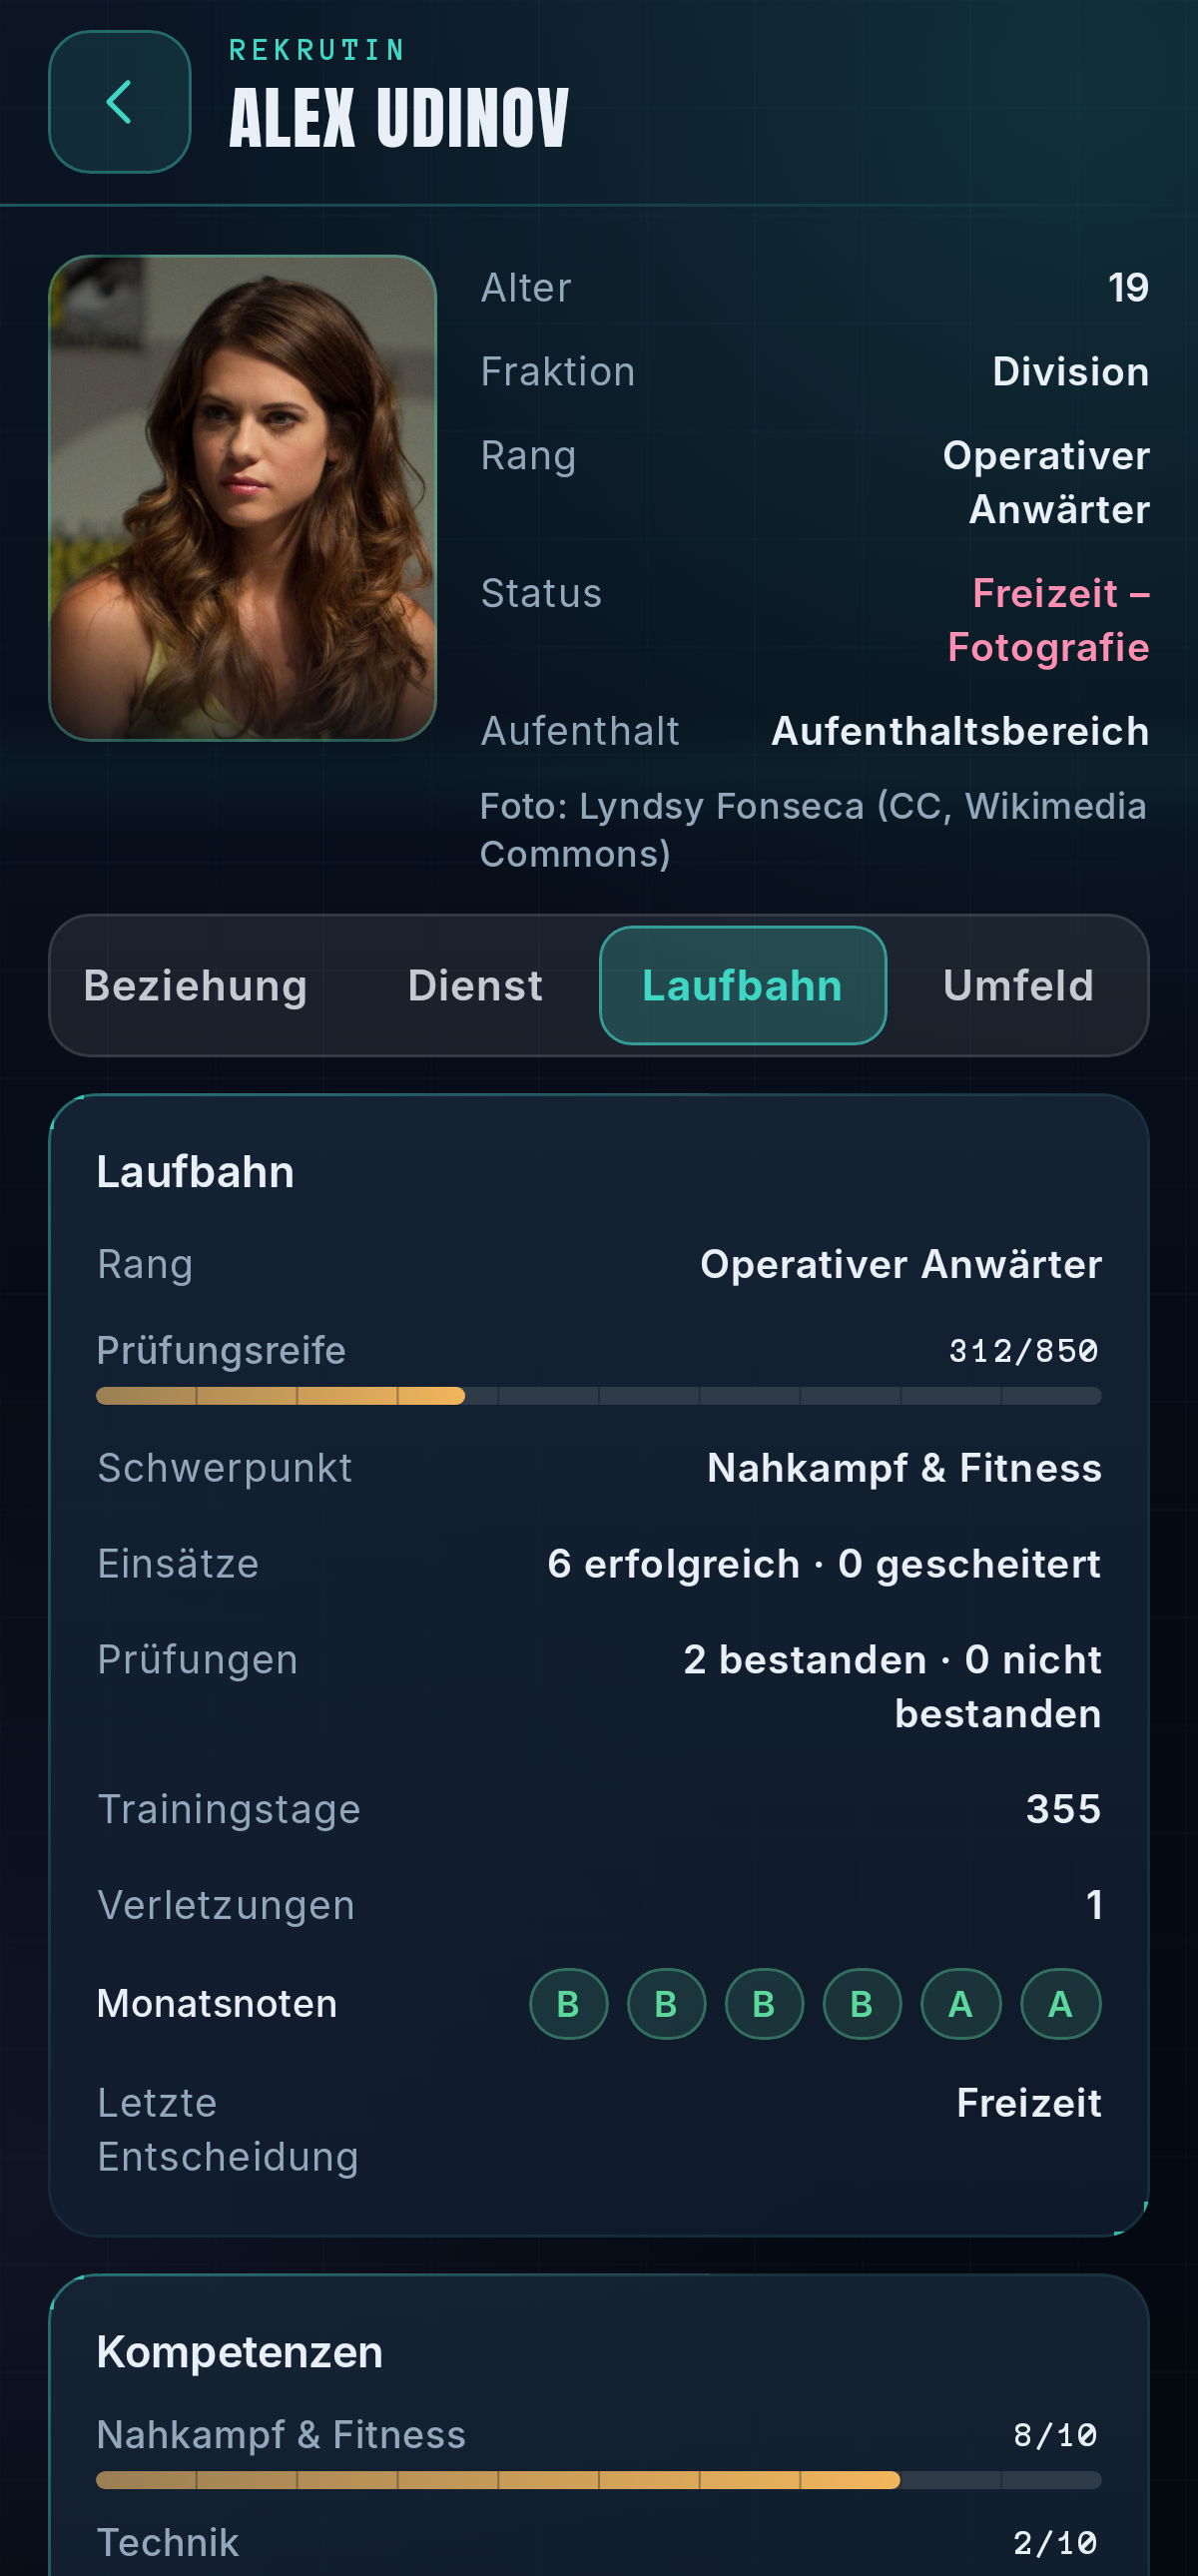 REKRUTIN
ALEX UDINOV
Alter 19
Fraktion Division
Rang Operativer
Anwärter
Status Freizeit –
Fotografie
Aufenthalt Aufenthaltsbereich
Foto: Lyndsy Fonseca (CC, Wikimedia
Commons)
Beziehung Dienst Laufbahn Umfeld
Laufbahn
Rang Operativer Anwärter
Prüfungsreife 312/850
Schwerpunkt Nahkampf & Fitness
Einsätze 6 erfolgreich · 0 gescheitert
Prüfungen 2 bestanden · 0 nicht
bestanden
Trainingstage 355
Verletzungen 1
Monatsnoten B B B B A A
Letzte Freizeit
Entscheidung
Kompetenzen
Nahkampf & Fitness 8/10
Technik 2/10